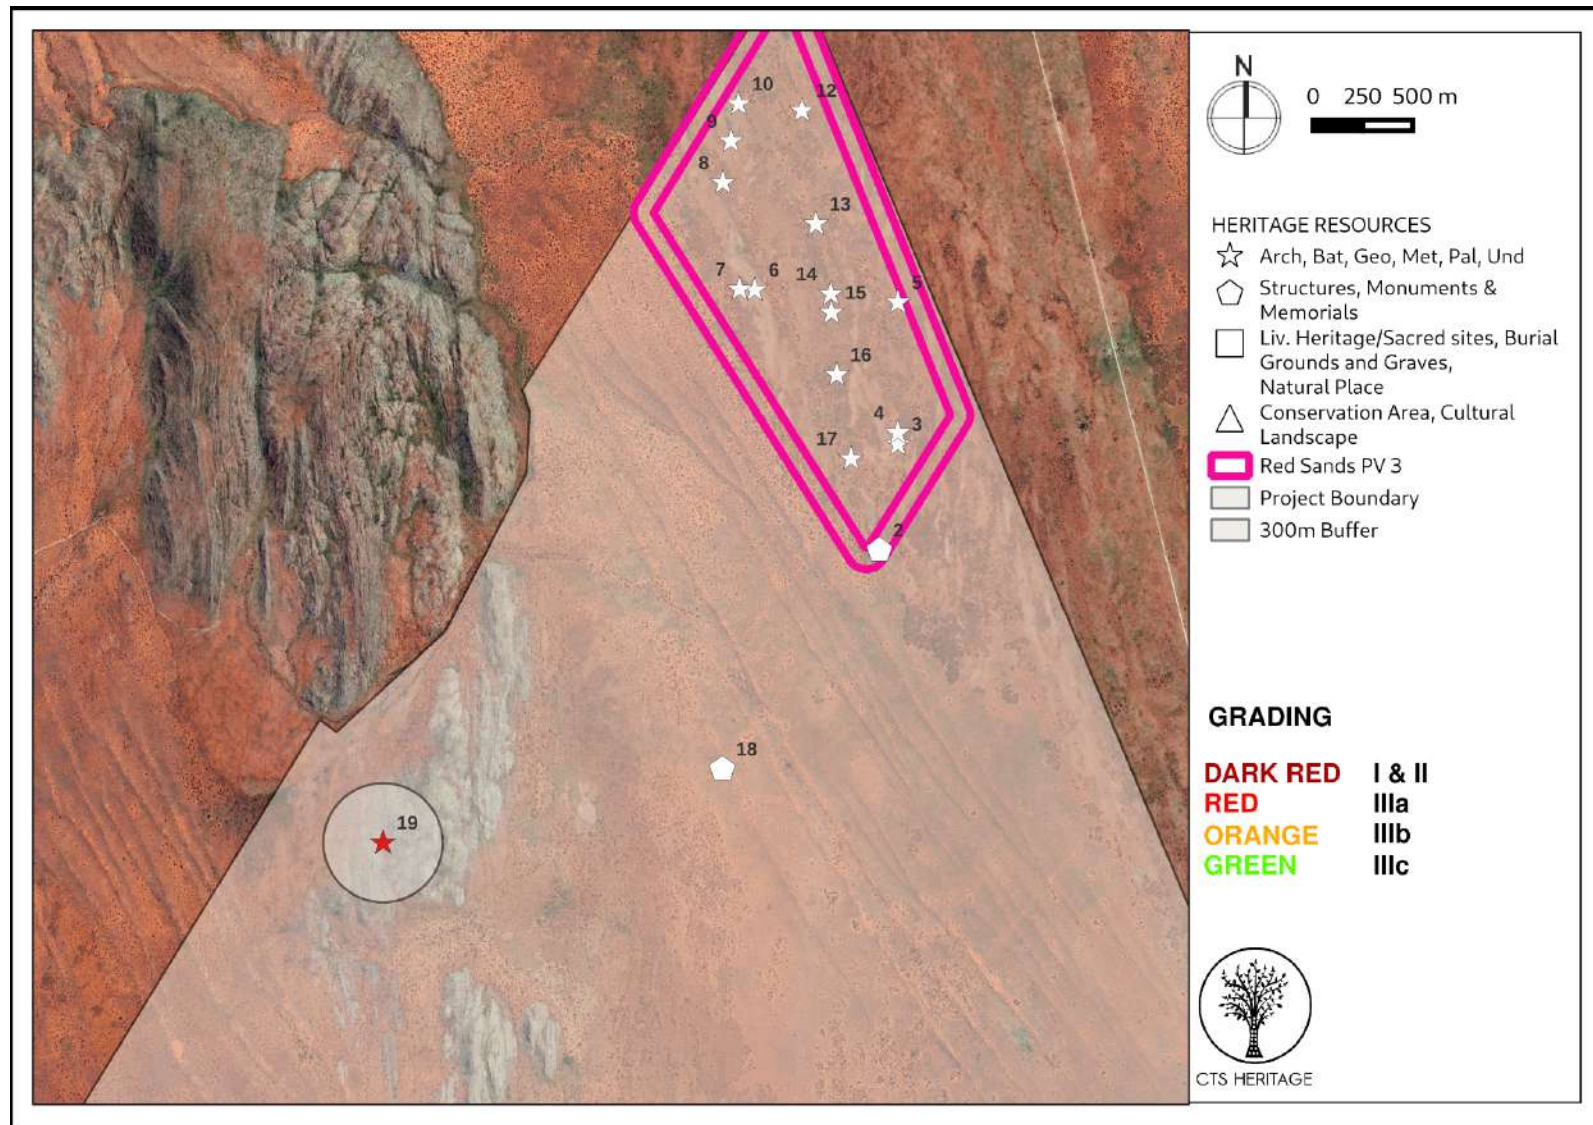 10
12
9
8
13
7
6
14
15
5
16
4
3
17
2
18
19
N
0 250 500 m
HERITAGE RESOURCES
Arch, Bat, Geo, Met, Pal, Und
Structures, Monuments &
Memorials
Liv. Heritage/Sacred sites, Burial
Grounds and Graves,
Natural Place
Conservation Area, Cultural
Landscape
Red Sands PV 3
Project Boundary
300m Buffer
GRADING
DARK RED I & II
RED IIIa
ORANGE IIIb
GREEN IIIc
CTS HERITAGE